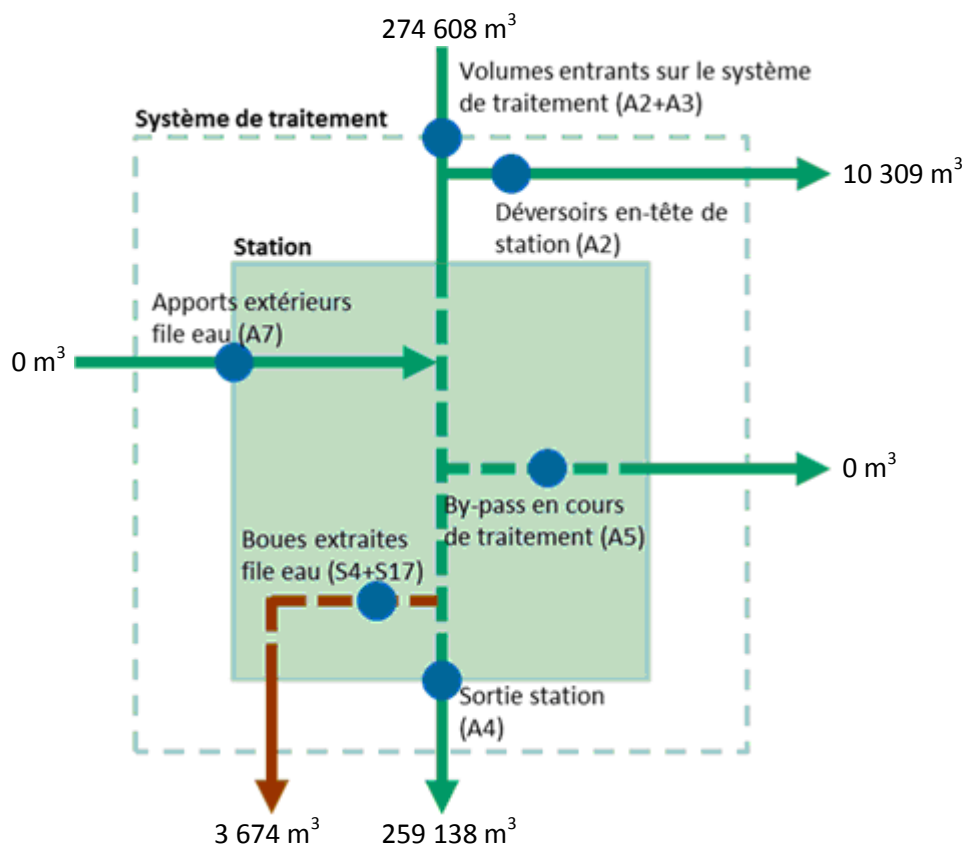 274 608 m³
Volumes entrants sur le système
de traitement (A2+A3)
Système de traitement
10 309 m³
Déversoirs en-tête de
station (A2)
Station
Apports extérieurs
file eau (A7)
0 m³
0 m³
By-pass en cours
de traitement (A5)
Boues extraites
file eau (S4+S17)
Sortie station
(A4)
3 674 m³
259 138 m³